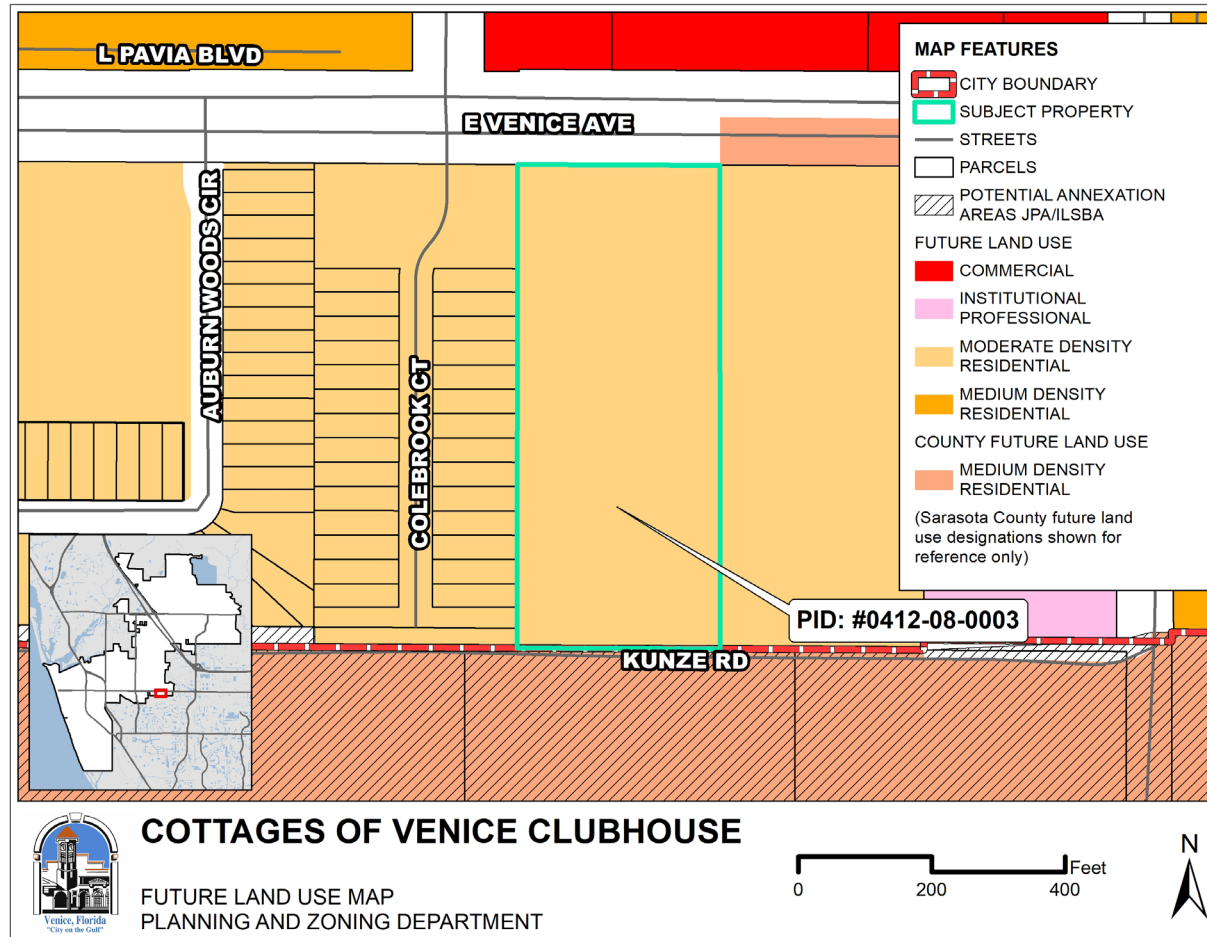 L PAVIA BLVD
E VENICE AVE
AUBURN WOODS CIR
COLEBROOK CT
PID: #0412-08-0003
KUNZE RD
MAP FEATURES
CITY BOUNDARY
SUBJECT PROPERTY
STREETS
PARCELS
POTENTIAL ANNEXATION
AREAS JPA/ILSBA
FUTURE LAND USE
COMMERCIAL
INSTITUTIONAL
PROFESSIONAL
MODERATE DENSITY
RESIDENTIAL
MEDIUM DENSITY
RESIDENTIAL
COUNTY FUTURE LAND USE
MEDIUM DENSITY
RESIDENTIAL
(Sarasota County future land
use designations shown for
reference only)
Venice, Florida
"City on the Gulf"
COTTAGES OF VENICE CLUBHOUSE
FUTURE LAND USE MAP
PLANNING AND ZONING DEPARTMENT
Feet
0 200 400
N